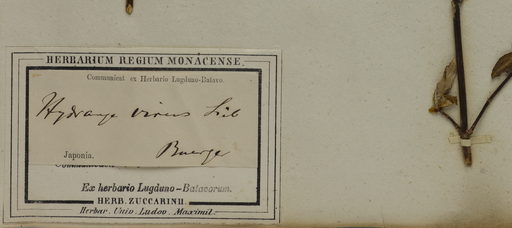 HERBARIUM REGIUM MONACENSE.
Communicat ex Herbario Lugduno-Batavo.
Hydrangea virens Sieb
Japonia. Buerger
Ex herbario Lugduno-Batavorum.
HERB. ZUCCARINII.
Herbar. Univ. Ludov. Maximil.